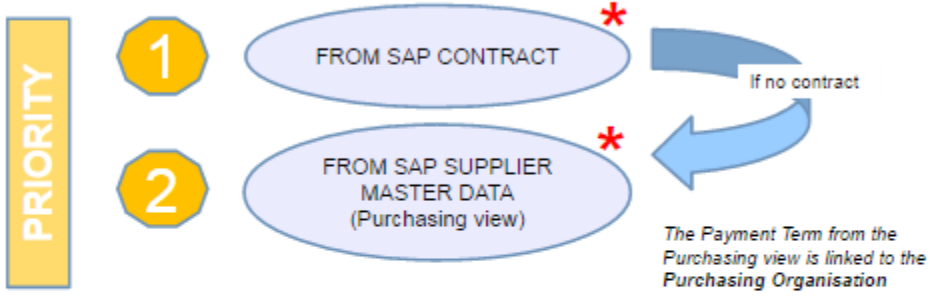 PRIORITY
1
FROM SAP CONTRACT
*
If no contract
2
FROM SAP SUPPLIER
MASTER DATA
(Purchasing view)
*
The Payment Term from the
Purchasing view is linked to the
Purchasing Organisation